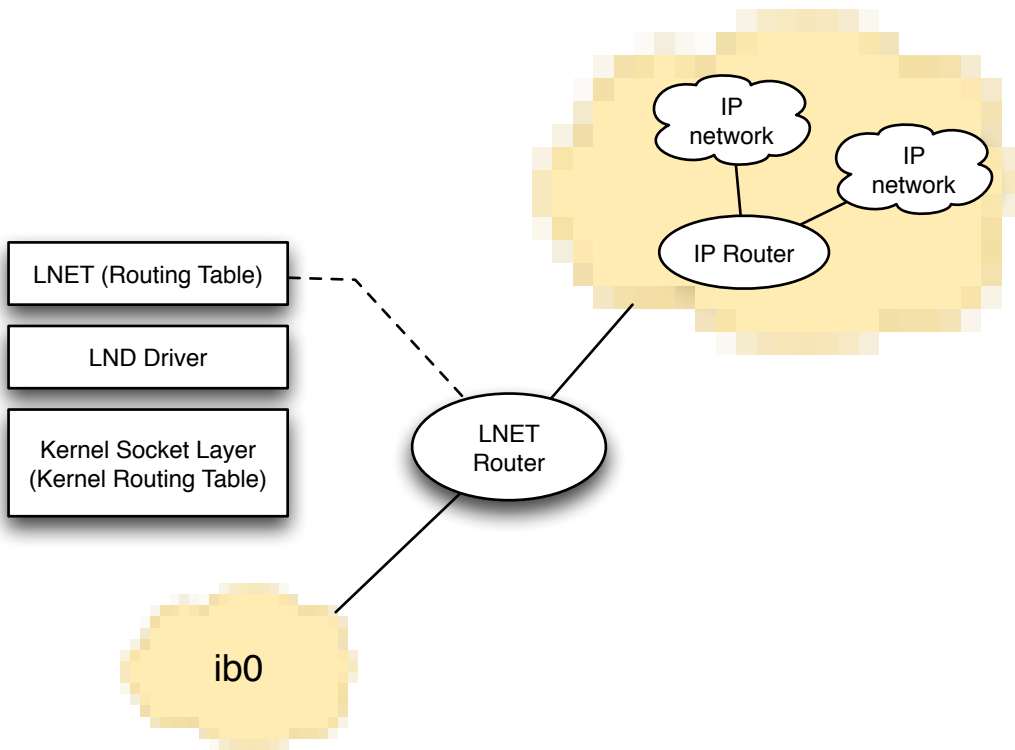 IP
network
IP
network
IP Router
LNET (Routing Table)
LND Driver
Kernel Socket Layer
(Kernel Routing Table)
LNET
Router
ib0